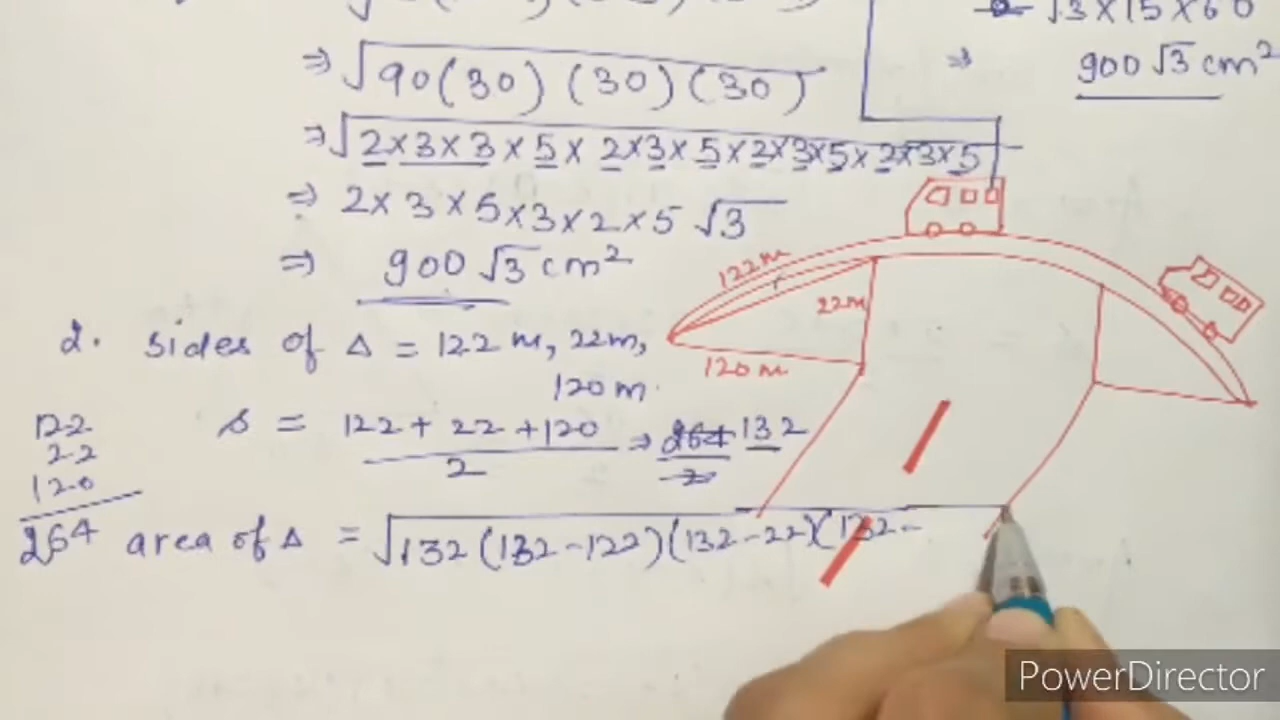 ⇒ √90(30) (30) (30)
⇒ √2×3×3×5×2×3×5×2×3×5×2×3×5
⇒ 2×3×5×3×2×5 √3
⇒ 900 √3 cm²
√3×15×60
⇒ 900 √3 cm²
122 m
22m
120 m
2. sides of Δ = 122 m, 22m,
120 m.
122
22
120
264
s = 122 + 22 + 120 / 2 ⇒ 264 / 2 132
area of Δ = √132 (132 - 122) (132 - 22) (132 -
PowerDirector